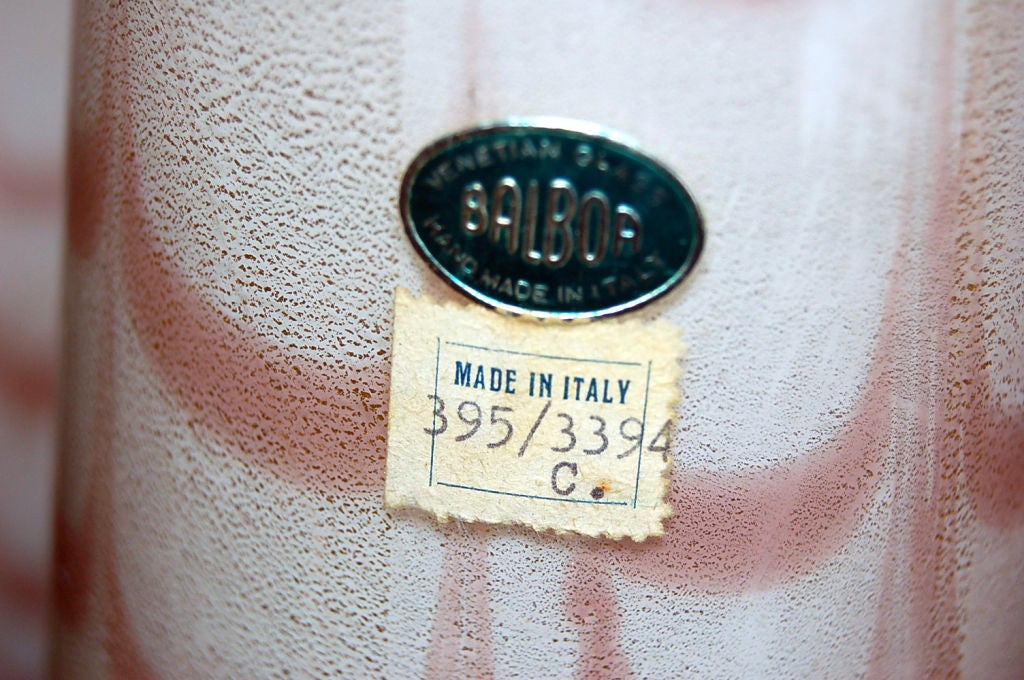 VENETIAN GLASS
BALBOA
HAND MADE IN ITALY
MADE IN ITALY
395/3394
C.